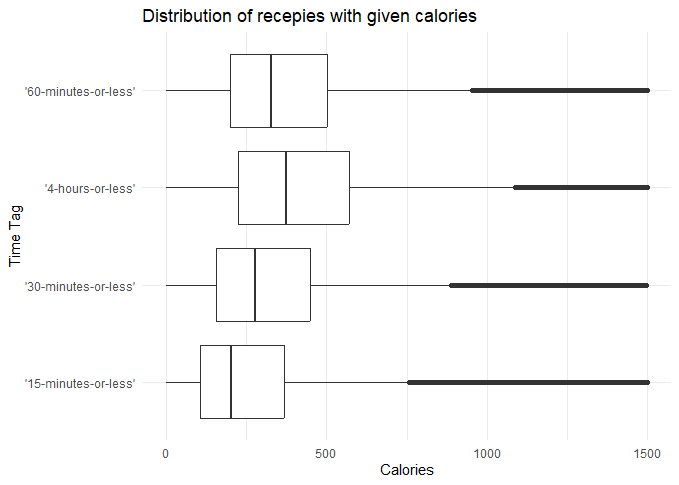 Distribution of recepies with given calories
'60-minutes-or-less'
'4-hours-or-less'
'30-minutes-or-less'
'15-minutes-or-less'
Time Tag
0 500 1000 1500
Calories